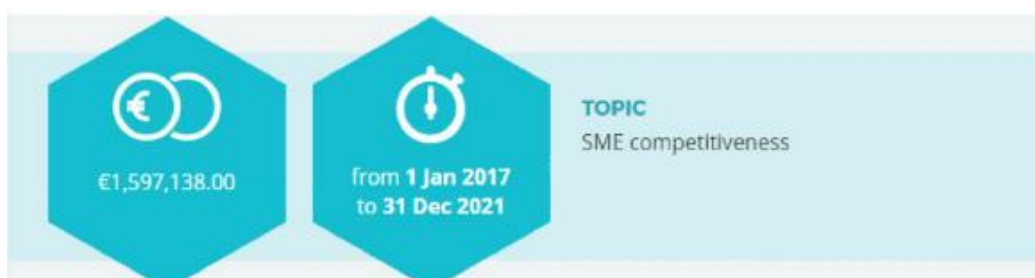 €1,597,138.00
from 1 Jan 2017
to 31 Dec 2021
TOPIC
SME competitiveness